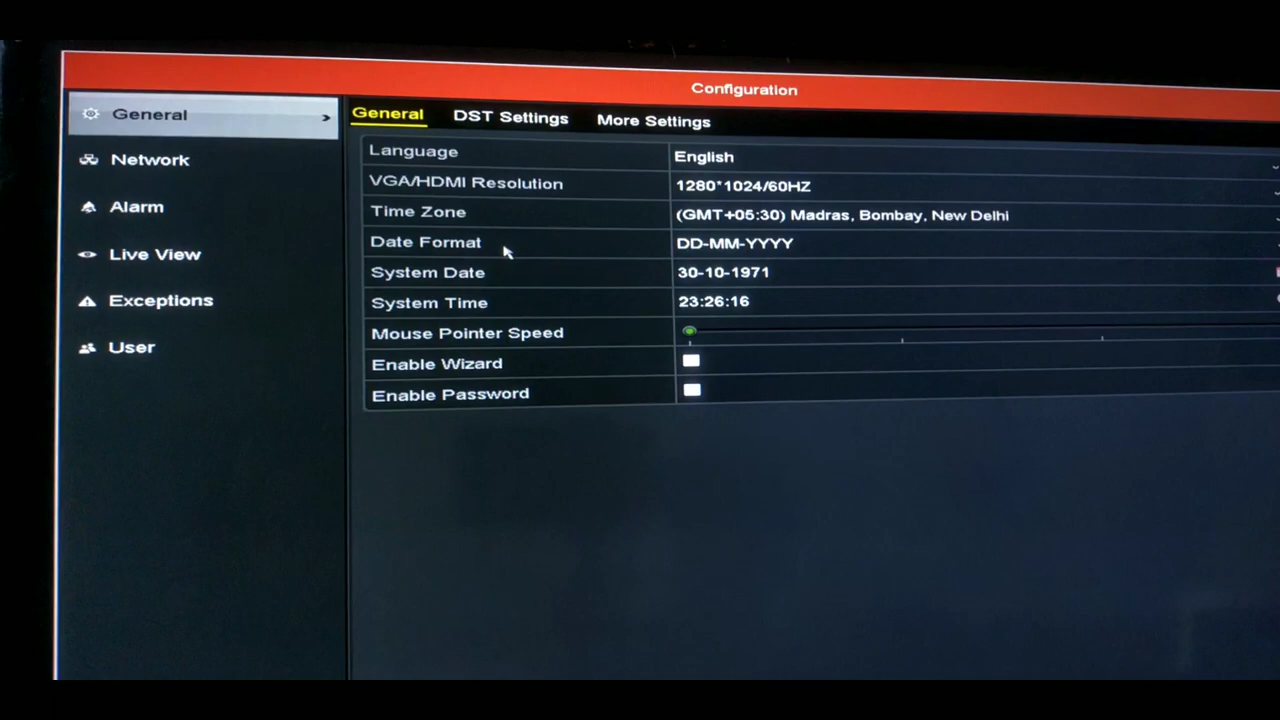 Configuration
General
Network
Alarm
Live View
Exceptions
User
General DST Settings More Settings
Language English
VGA/HDMI Resolution 1280*1024/60HZ
Time Zone (GMT+05:30) Madras, Bombay, New Delhi
Date Format DD-MM-YYYY
System Date 30-10-1971
System Time 23:26:16
Mouse Pointer Speed
Enable Wizard
Enable Password